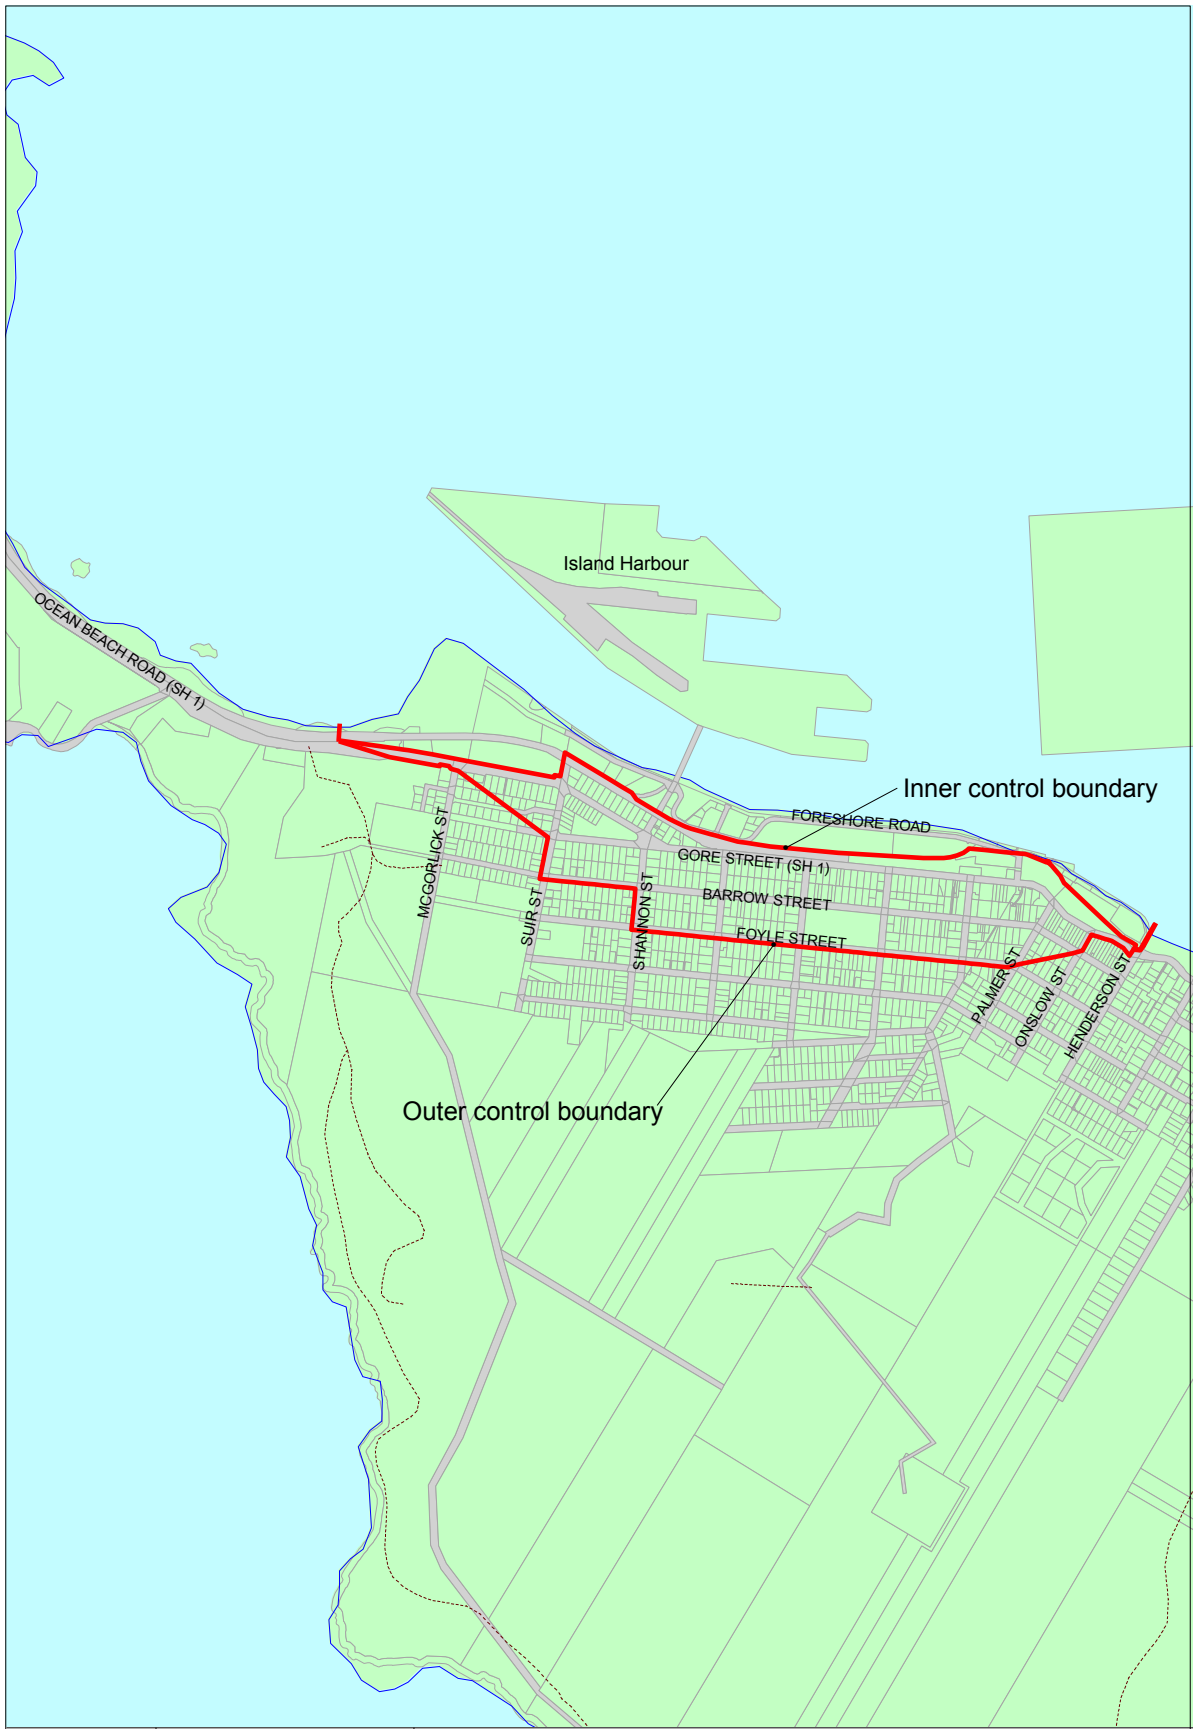 Island Harbour
OCEAN BEACH ROAD (SH 1)
Inner control boundary
FORESHORE ROAD
GORE STREET (SH 1)
MCGORLICK ST
BARROW STREET
SUIR ST
SHANNON ST
FOYLE STREET
PALMER ST
ONSLOW ST
HENDERSON ST
Outer control boundary